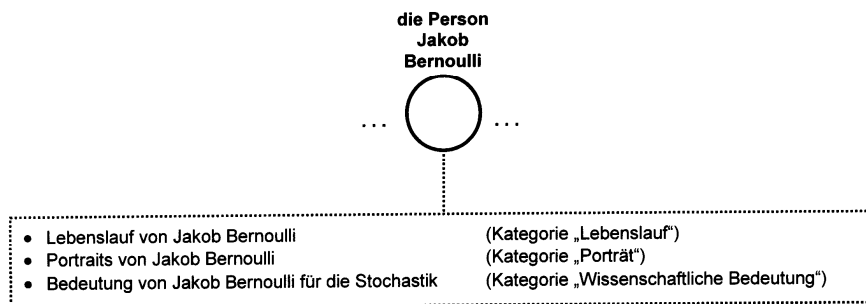 die Person
Jakob
Bernoulli
... ...
• Lebenslauf von Jakob Bernoulli (Kategorie „Lebenslauf“)
• Portraits von Jakob Bernoulli (Kategorie „Porträt“)
• Bedeutung von Jakob Bernoulli für die Stochastik (Kategorie „Wissenschaftliche Bedeutung“)